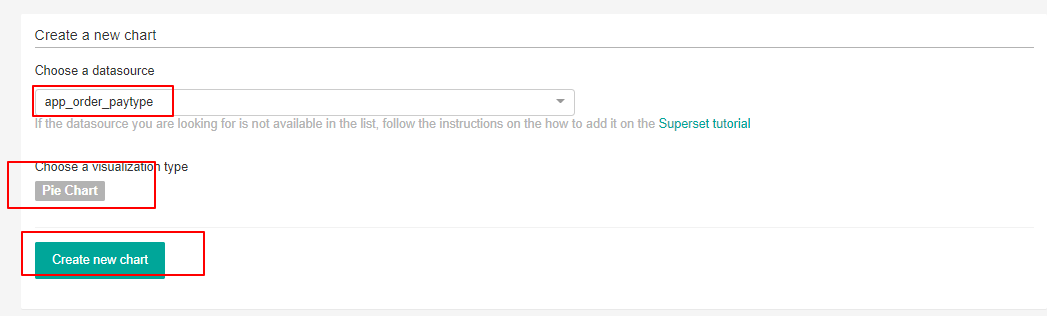 Create a new chart
Choose a datasource
app_order_paytype
If the datasource you are looking for is not available in the list, follow the instructions on the how to add it on the Superset tutorial
Choose a visualization type
Pie Chart
Create new chart